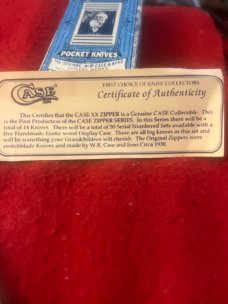 POCKET KNIVES
W.R. CASE & SONS
FIRST CHOICE OF KNIFE COLLECTORS
CASE
Certificate of Authenticity
This Certifies that the CASE XX ZIPPER is a Genuine CASE Collectible. This
is the First Production of the CASE ZIPPER SERIES. In this Series there will be a
total of 14 Knives. There will be a total of 50 Serial Numbered Sets available with a
free Handmade Exotic wood Display Case. These are all big knives in this set and
will be something your Grandchildren will cherish. The Original Zippers were
switchblade Knives and made by W.R. Case and Sons Circa 1930.